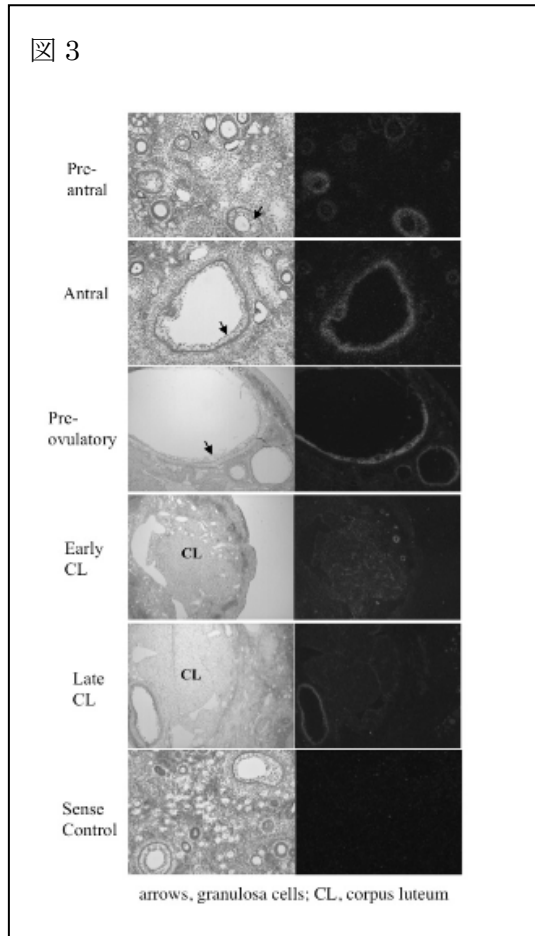 図 3
Pre-
antral
Antral
Pre-
ovulatory
Early
CL
CL
Late
CL
CL
Sense
Control
arrows, granulosa cells; CL, corpus luteum